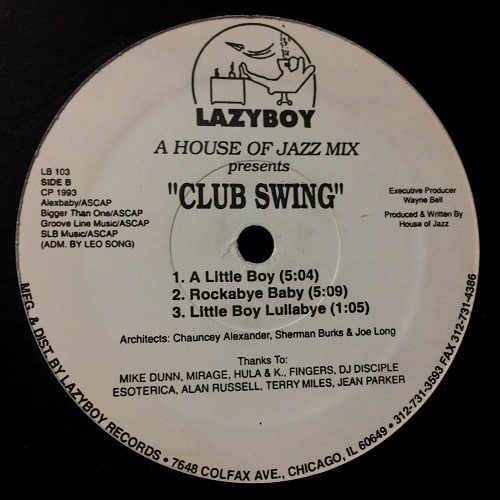 LAZYBOY
A HOUSE OF JAZZ MIX
presents
"CLUB SWING"
LB 103
SIDE B
CP 1993
Alexbaby/ASCAP
Bigger Than One/ASCAP
Groove Line Music/ASCAP
SLB Music/ASCAP
(ADM. BY LEO SONG)
Executive Producer
Wayne Bell
Produced & Written By
House of Jazz
1. A Little Boy (5:04)
2. Rockabye Baby (5:09)
3. Little Boy Lullabye (1:05)
Architects: Chauncey Alexander, Sherman Burks & Joe Long
Thanks To:
MIKE DUNN, MIRAGE, HULA & K., FINGERS, DJ DISCIPLE
ESOTERICA, ALAN RUSSELL, TERRY MILES, JEAN PARKER
MFG. & DIST. BY LAZYBOY RECORDS • 7648 COLFAX AVE., CHICAGO, IL 60649 • 312-731-3593 FAX 312-731-4386